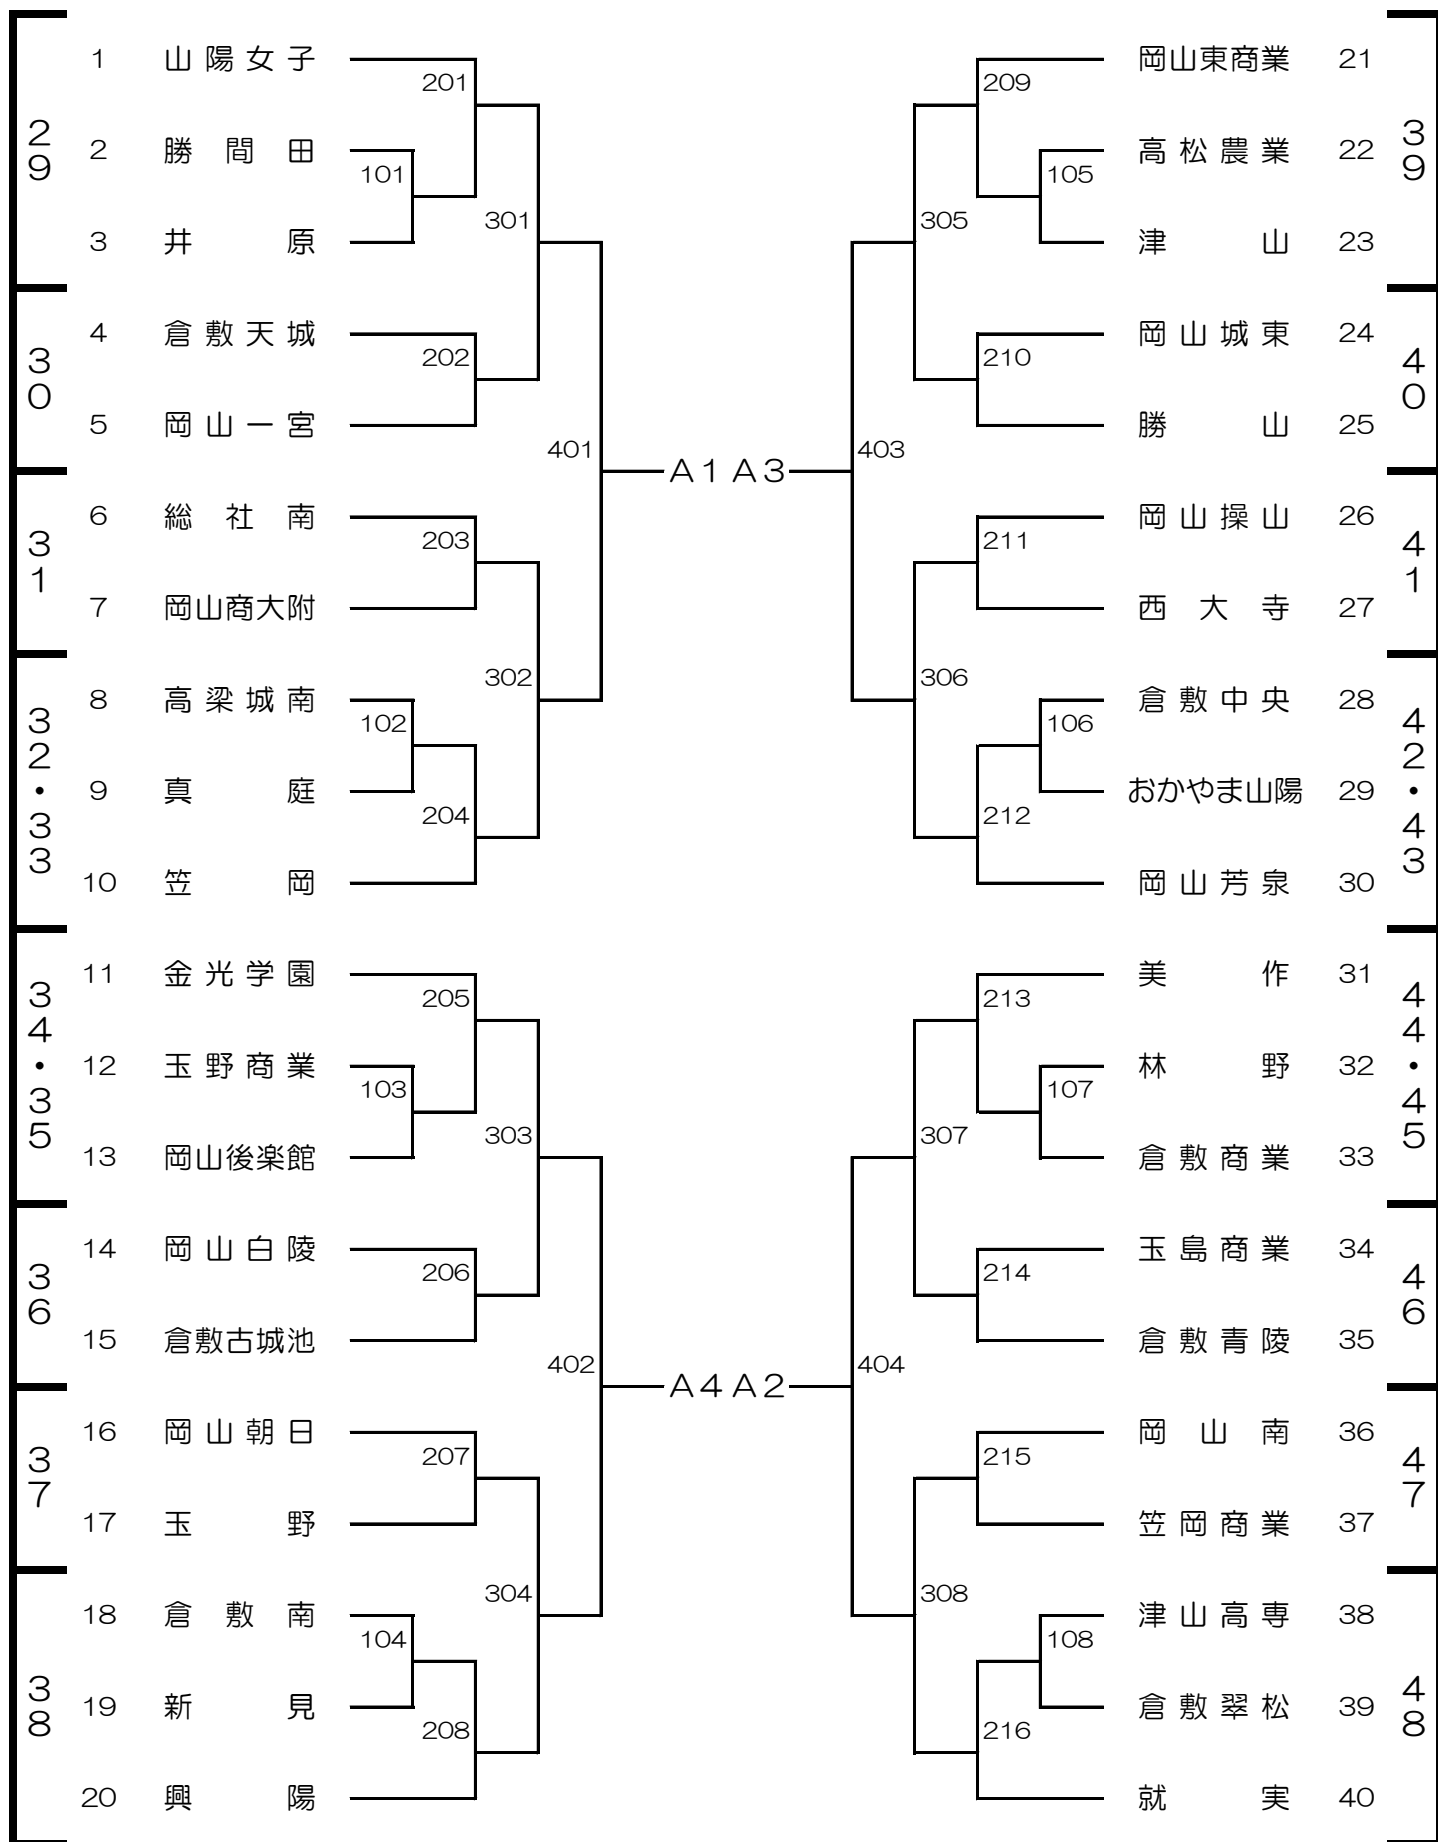 29
1 山陽女子
201
2 勝間田
101
3 井原
301
30
4 倉敷天城
202
5 岡山一宮
401
31
6 総社南
203
7 岡山商大附
302
32・33
8 高梁城南
102
9 真庭
204
10 笠岡
34・35
11 金光学園
205
12 玉野商業
103
13 岡山後楽館
303
36
14 岡山白陵
206
15 倉敷古城池
402
37
16 岡山朝日
207
17 玉野
304
38
18 倉敷南
104
19 新見
208
20 興陽
A1 A3
A4 A2
岡山東商業 21
209
39
高松農業 22
105
津山 23
305
岡山城東 24
210
40
勝山 25
403
岡山操山 26
211
41
西大寺 27
306
倉敷中央 28
106
42・43
おかやま山陽 29
212
岡山芳泉 30
美作 31
213
44・45
林野 32
107
倉敷商業 33
307
玉島商業 34
214
46
倉敷青陵 35
404
岡山南 36
215
47
笠岡商業 37
308
津山高専 38
108
48
倉敷翠松 39
216
就実 40